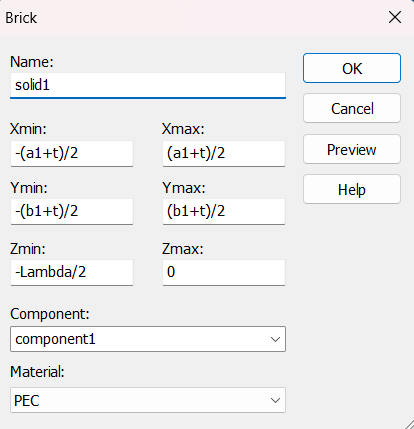 Brick
Name:
solid1
OK
Cancel
Xmin:
Xmax:
-(a1+t)/2
(a1+t)/2
Preview
Ymin:
Ymax:
Help
-(b1+t)/2
(b1+t)/2
Zmin:
Zmax:
-Lambda/2
0
Component:
component1
Material:
PEC